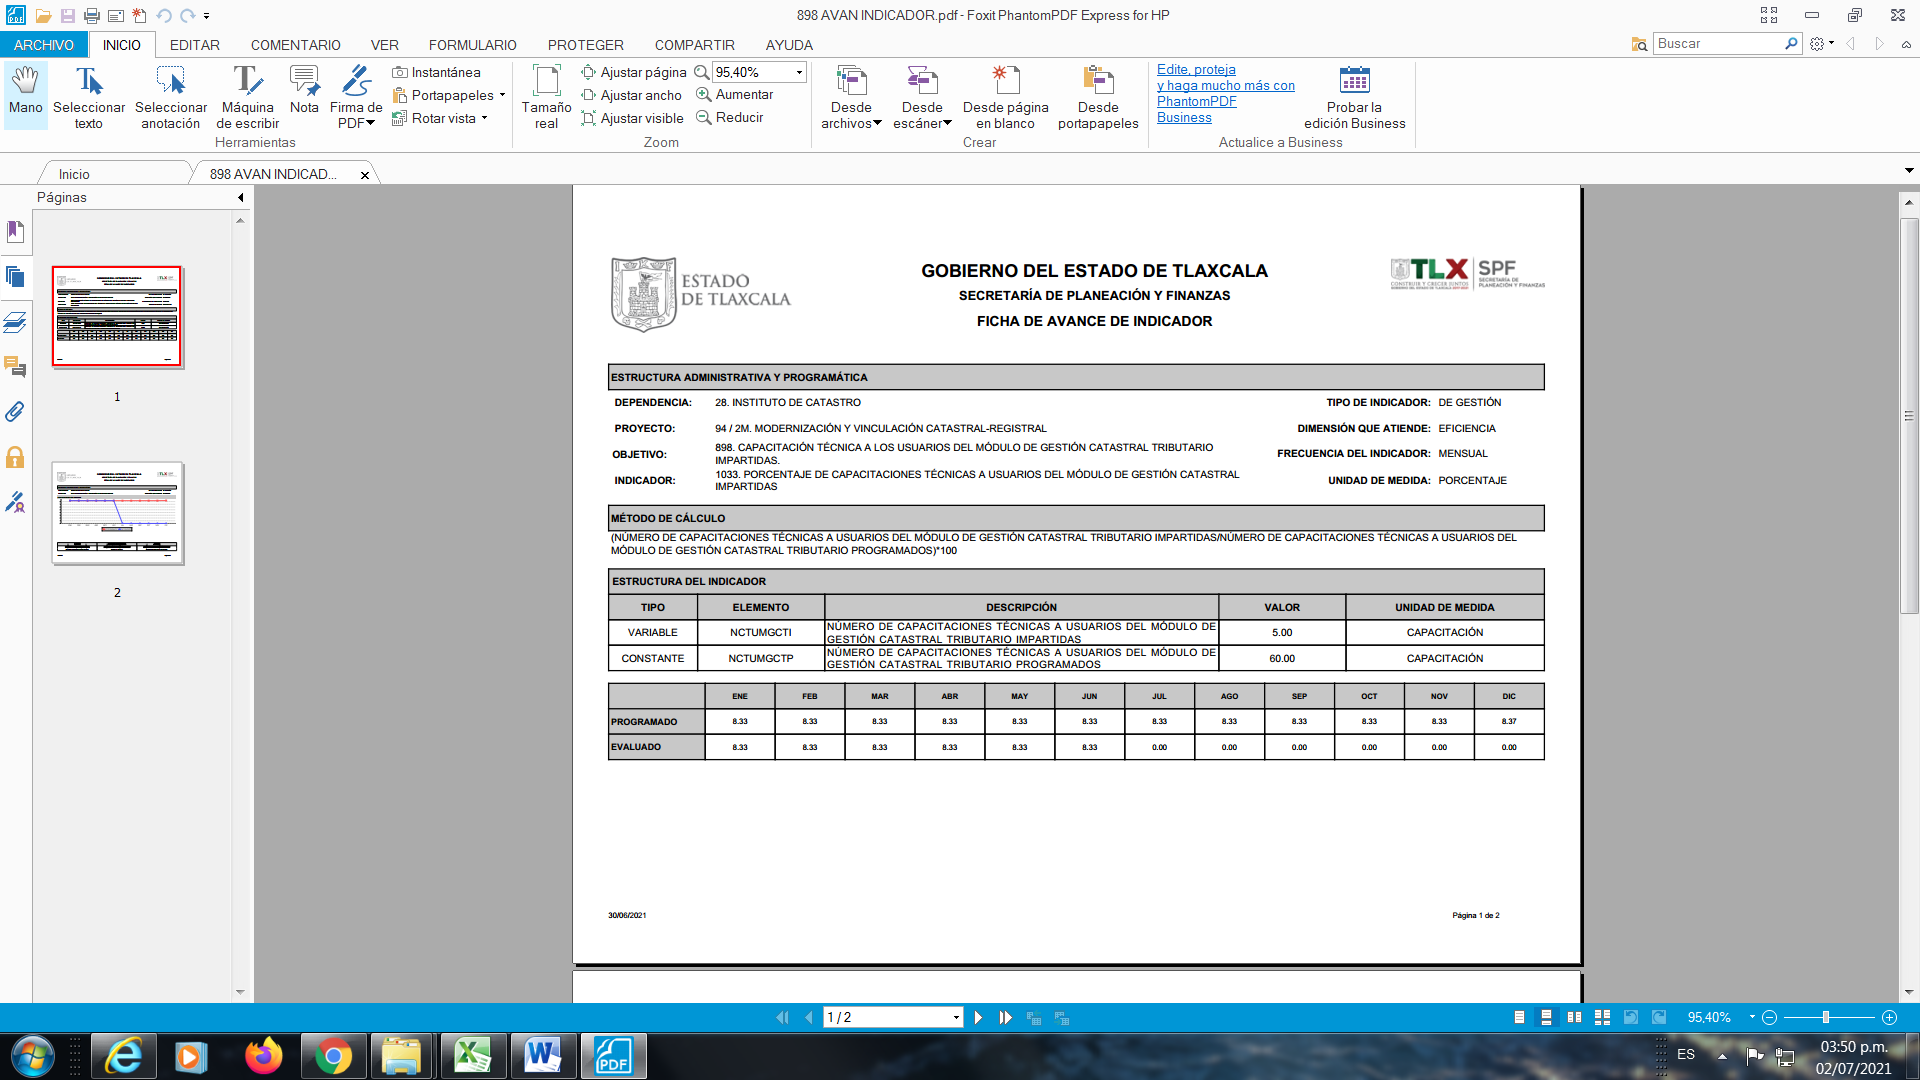 898 AVAN INDICADOR.pdf - Foxit PhantomPDF Express for HP
ARCHIVO INICIO EDITAR COMENTARIO VER FORMULARIO PROTEGER COMPARTIR AYUDA Buscar
Mano
Seleccionar texto
Seleccionar anotación
Máquina de escribir
Nota
Firma de PDF
Instantánea
Portapapeles
Rotar vista
Herramientas
Tamaño real
Ajustar página
Ajustar ancho
Ajustar visible
95,40%
Aumentar
Reducir
Zoom
Desde archivos
Desde escáner
Desde página en blanco
Desde portapapeles
Crear
Edite, proteja
y haga mucho más con
PhantomPDF
Business
Probar la edición Business
Actualice a Business
Inicio 898 AVAN INDICAD...
Páginas
1
2
ESTADO
DE TLAXCALA
GOBIERNO DEL ESTADO DE TLAXCALA
SECRETARÍA DE PLANEACIÓN Y FINANZAS
FICHA DE AVANCE DE INDICADOR
TLX SPF
CONSTRUIR Y CRECER JUNTOS
SECRETARÍA DE
PLANEACIÓN Y FINANZAS
ESTRUCTURA ADMINISTRATIVA Y PROGRAMÁTICA
DEPENDENCIA: 28. INSTITUTO DE CATASTRO TIPO DE INDICADOR: DE GESTIÓN
PROYECTO: 94 / 2M. MODERNIZACIÓN Y VINCULACIÓN CATASTRAL-REGISTRAL DIMENSIÓN QUE ATIENDE: EFICIENCIA
OBJETIVO: 898. CAPACITACIÓN TÉCNICA A LOS USUARIOS DEL MÓDULO DE GESTIÓN CATASTRAL TRIBUTARIO
IMPARTIDAS. FRECUENCIA DEL INDICADOR: MENSUAL
INDICADOR: 1033. PORCENTAJE DE CAPACITACIONES TÉCNICAS A USUARIOS DEL MÓDULO DE GESTIÓN CATASTRAL
IMPARTIDAS UNIDAD DE MEDIDA: PORCENTAJE
MÉTODO DE CÁLCULO
(NÚMERO DE CAPACITACIONES TÉCNICAS A USUARIOS DEL MÓDULO DE GESTIÓN CATASTRAL TRIBUTARIO IMPARTIDAS/NÚMERO DE CAPACITACIONES TÉCNICAS A USUARIOS DEL
MÓDULO DE GESTIÓN CATASTRAL TRIBUTARIO PROGRAMADOS)*100
ESTRUCTURA DEL INDICADOR
TIPO ELEMENTO DESCRIPCIÓN VALOR UNIDAD DE MEDIDA
VARIABLE NCTUMGCTI NÚMERO DE CAPACITACIONES TÉCNICAS A USUARIOS DEL MÓDULO DE
GESTIÓN CATASTRAL TRIBUTARIO IMPARTIDAS 5.00 CAPACITACIÓN
CONSTANTE NCTUMGCTP NÚMERO DE CAPACITACIONES TÉCNICAS A USUARIOS DEL MÓDULO DE
GESTIÓN CATASTRAL TRIBUTARIO PROGRAMADOS 60.00 CAPACITACIÓN
ENE FEB MAR ABR MAY JUN JUL AGO SEP OCT NOV DIC
PROGRAMADO 8.33 8.33 8.33 8.33 8.33 8.33 8.33 8.33 8.33 8.33 8.33 8.37
EVALUADO 8.33 8.33 8.33 8.33 8.33 8.33 0.00 0.00 0.00 0.00 0.00 0.00
30/06/2021 Página 1 de 2
1 / 2 95,40%
ES
03:50 p.m.
02/07/2021